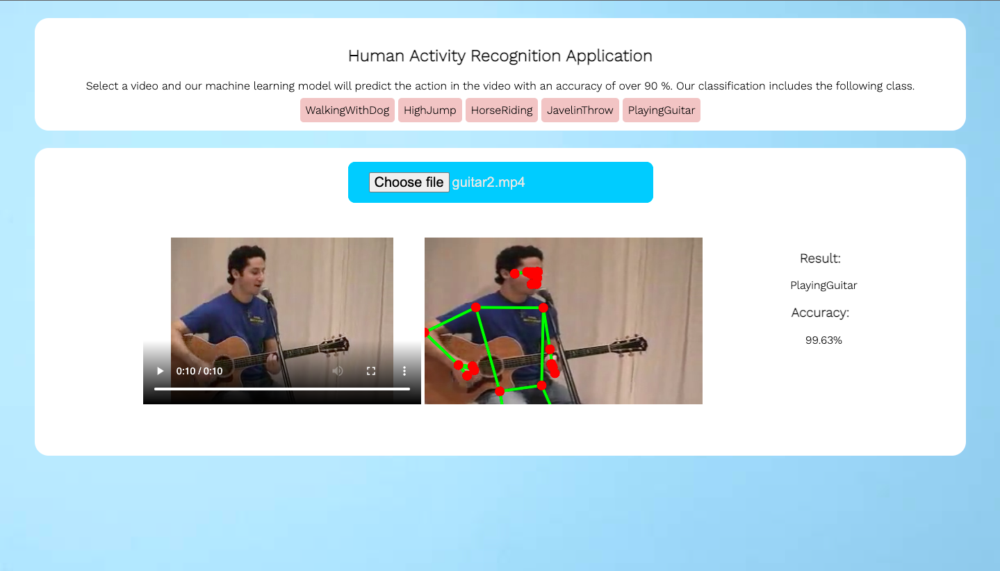 Human Activity Recognition Application
Select a video and our machine learning model will predict the action in the video with an accuracy of over 90 %. Our classification includes the following class.
WalkingWithDog HighJump HorseRiding JavelinThrow PlayingGuitar
Choose file guitar2.mp4
0:10 / 0:10
Result:
PlayingGuitar
Accuracy:
99.63%